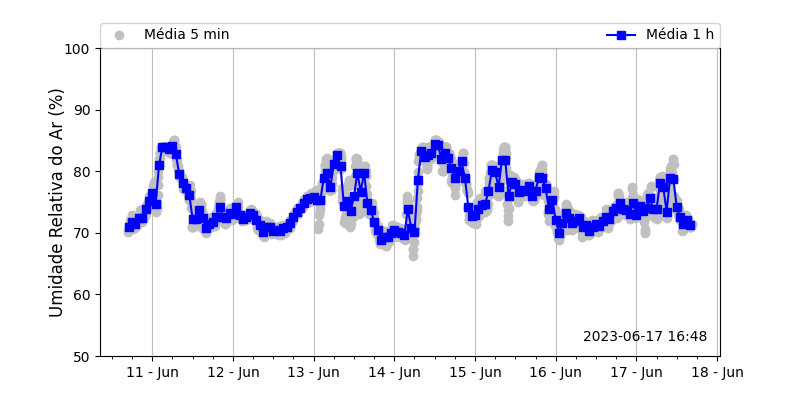 Média 5 min
Média 1 h
Umidade Relativa do Ar (%)
100
90
80
70
60
50
2023-06-17 16:48
11 - Jun
12 - Jun
13 - Jun
14 - Jun
15 - Jun
16 - Jun
17 - Jun
18 - Jun